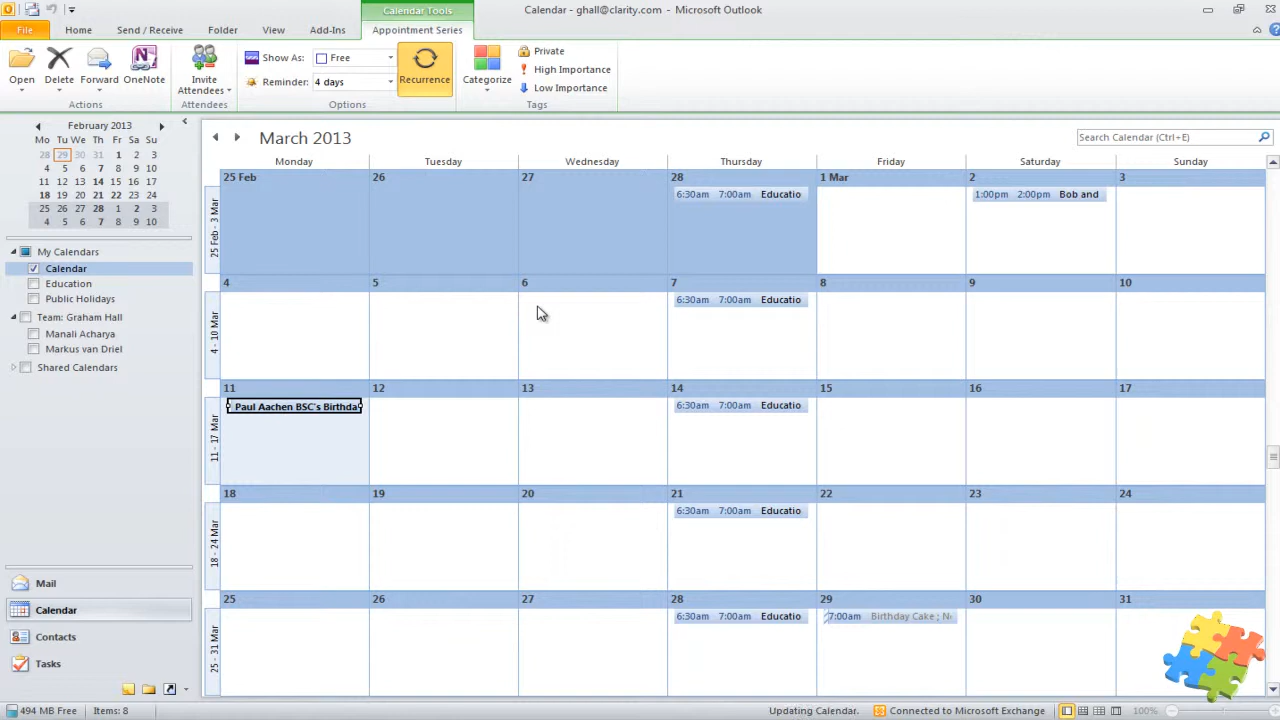 Calendar Tools
Calendar - ghall@clarity.com - Microsoft Outlook
File Home Send / Receive View Folder Add-Ins Appointment Series
Open
Delete
Forward
OneNote
Actions
Invite Attendees
Attendees
Show As: Free
Reminder: 4 days
Options
Recurrence
Categorize
Private
High Importance
Low Importance
Tags
February 2013
Mo Tu We Th Fr Sa Su
28 29 30 31 1 2 3
4 5 6 7 8 9 10
11 12 13 14 15 16 17
18 19 20 21 22 23 24
25 26 27 28 1 2 3
4 5 6 7 8 9 10
My Calendars
Calendar
Education
Public Holidays
Team: Graham Hall
Manali Acharya
Markus van Driel
Shared Calendars
Mail
Calendar
Contacts
Tasks
March 2013
Search Calendar (Ctrl+E)
Monday Tuesday Wednesday Thursday Friday Saturday Sunday
25 Feb - 3 Mar
25 Feb 26 27 28 1 Mar 2 3
6:30am 7:00am Educatio
1:00pm 2:00pm Bob and
4 - 10 Mar
4 5 6 7 8 9 10
6:30am 7:00am Educatio
11 - 17 Mar
11 12 13 14 15 16 17
Paul Aachen BSC's Birthda
6:30am 7:00am Educatio
18 - 24 Mar
18 19 20 21 22 23 24
6:30am 7:00am Educatio
25 - 31 Mar
25 26 27 28 29 30 31
6:30am 7:00am Educatio
7:00am Birthday Cake ; N
494 MB Free Items: 8
Updating Calendar. Connected to Microsoft Exchange 100%